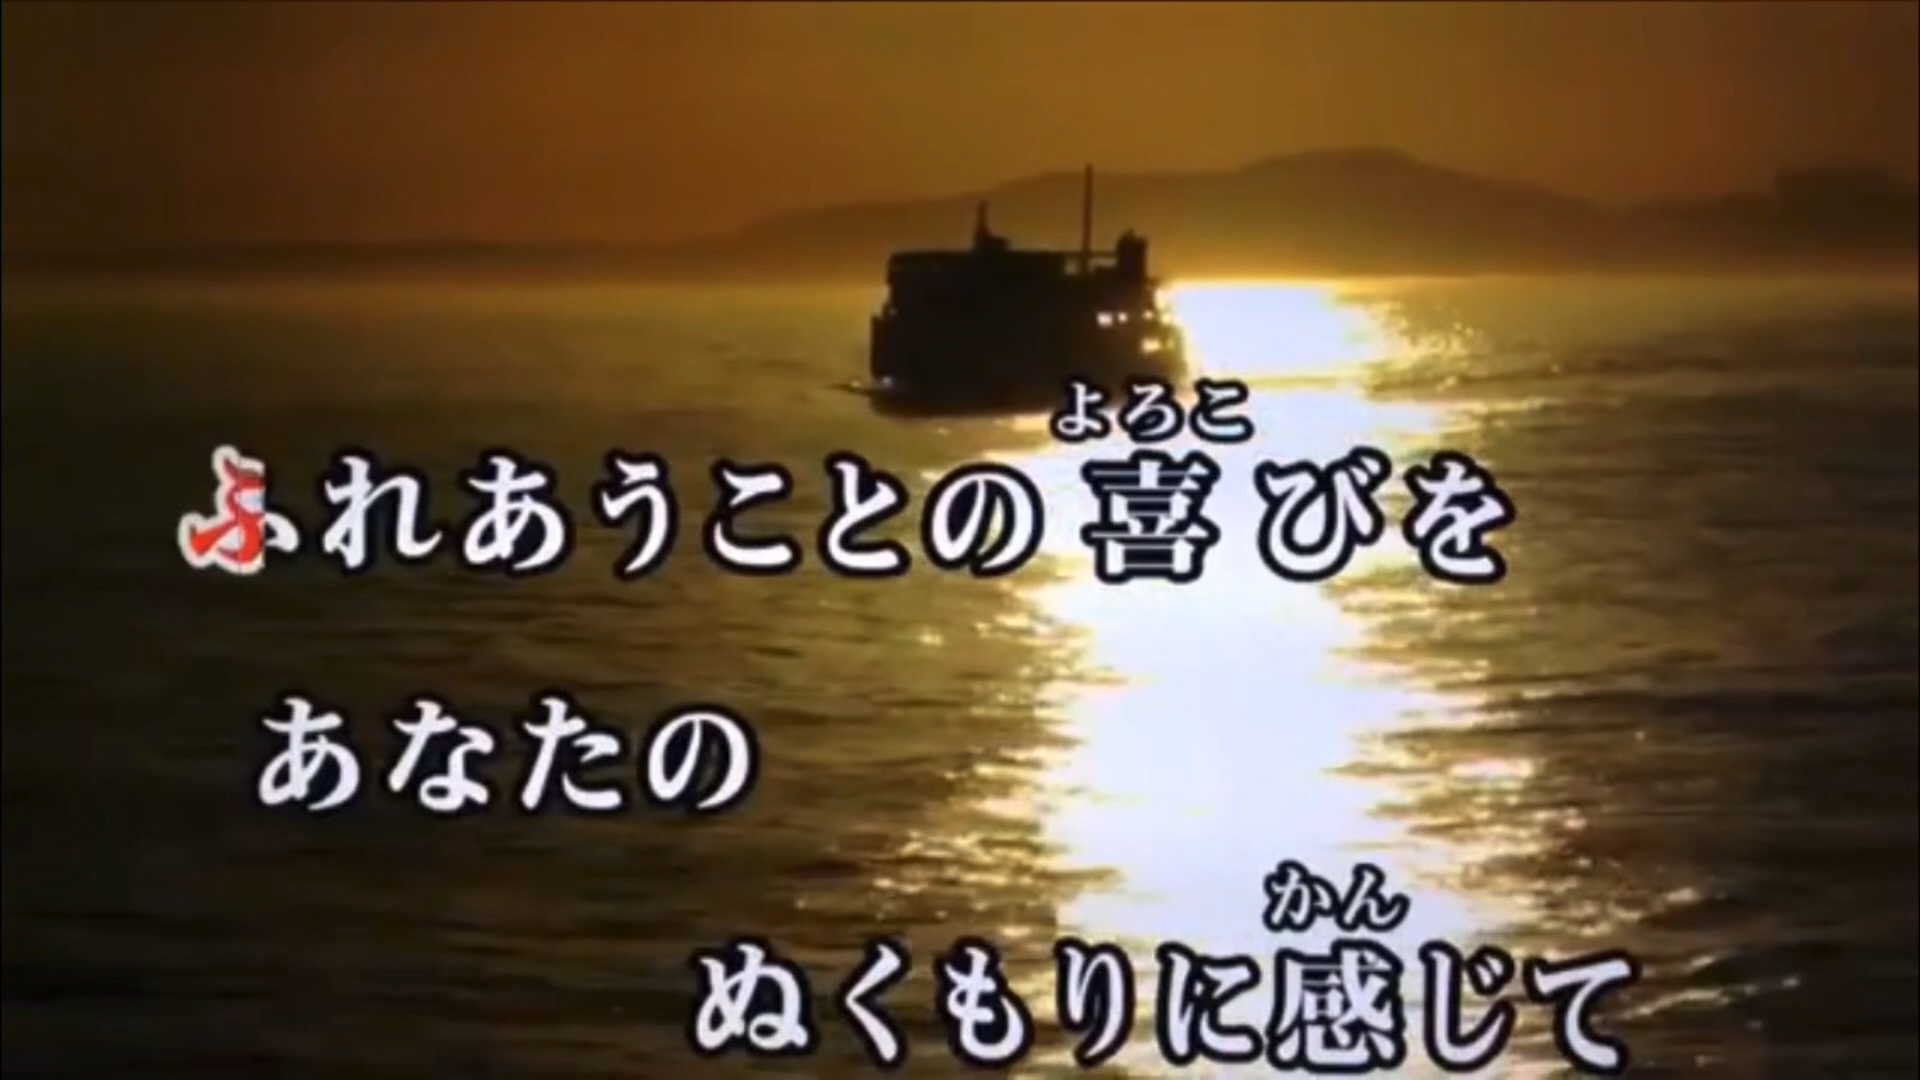 よろこ
ふれあうことの喜びを
あなたの
かん
ぬくもりに感じて